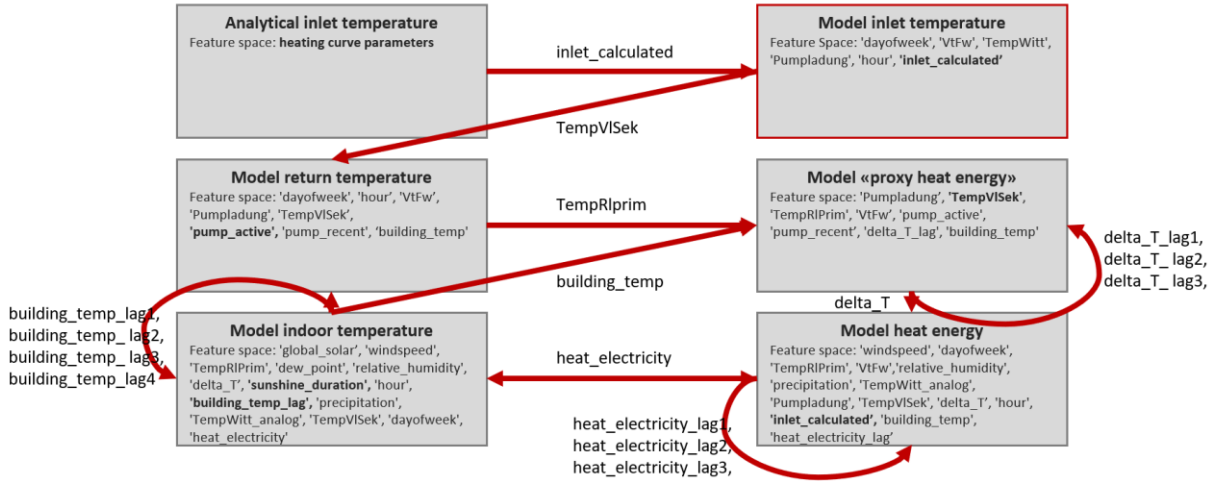 Analytical inlet temperature
Feature space: heating curve parameters
inlet_calculated
Model inlet temperature
Feature Space: 'dayofweek', 'VtFw', 'TempWitt',
'Pumpladung', 'hour', 'inlet_calculated'
TempVlSek
Model return temperature
Feature space: 'dayofweek', 'hour', 'VtFw',
'Pumpladung', 'TempVlSek',
'pump_active', 'pump_recent', 'building_temp'
TempRlprim
Model «proxy heat energy»
Feature space: 'Pumpladung', 'TempVlSek',
'TempRlPrim', 'VtFw', 'pump_active',
'pump_recent', 'delta_T_lag', 'building_temp'
building_temp
delta_T_lag1,
delta_T_ lag2,
delta_T_ lag3,
delta_T
building_temp_lag1,
building_temp_ lag2,
building_temp_lag3,
building_temp_lag4
Model indoor temperature
Feature space: 'global_solar', 'windspeed',
'TempRlPrim', 'dew_point', 'relative_humidity',
'delta_T', 'sunshine_duration', 'hour',
'building_temp_lag', 'precipitation',
'TempWitt_analog', 'TempVlSek', 'dayofweek',
'heat_electricity'
heat_electricity
Model heat energy
Feature space: 'windspeed', 'dayofweek',
'TempRlPrim', 'VtFw','relative_humidity',
'precipitation', 'TempWitt_analog',
'Pumpladung', 'TempVlSek', 'delta_T', 'hour',
'inlet_calculated', 'building_temp',
'heat_electricity_lag'
heat_electricity_lag1,
heat_electricity_lag2,
heat_electricity_lag3,